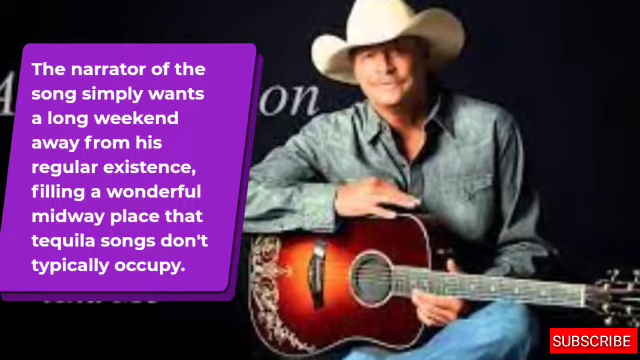 The narrator of the
song simply wants
a long weekend
away from his
regular existence,
filling a wonderful
midway place that
tequila songs don't
typically occupy.
on
SUBSCRIBE